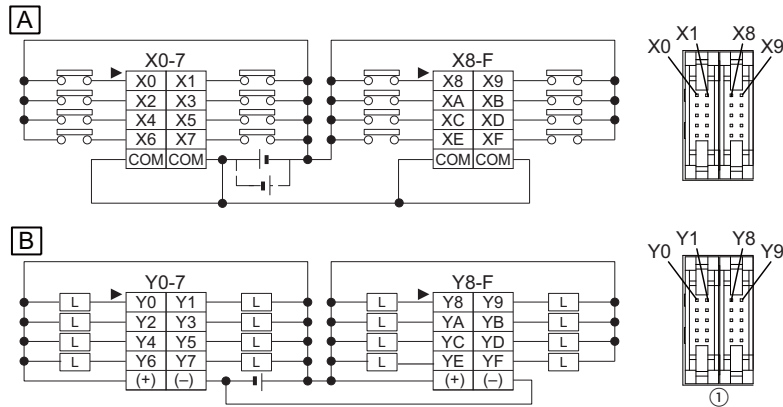 A
X0-7
X0 X1
X2 X3
X4 X5
X6 X7
COM COM
X8-F
X8 X9
XA XB
XC XD
XE XF
COM COM
X0 X1 X8 X9
B
Y0-7
L Y0 Y1 L
L Y2 Y3 L
L Y4 Y5 L
L Y6 Y7 L
(+) (–)
Y8-F
L Y8 Y9 L
L YA YB L
L YC YD L
L YE YF L
(+) (–)
Y0 Y1 Y8 Y9
①